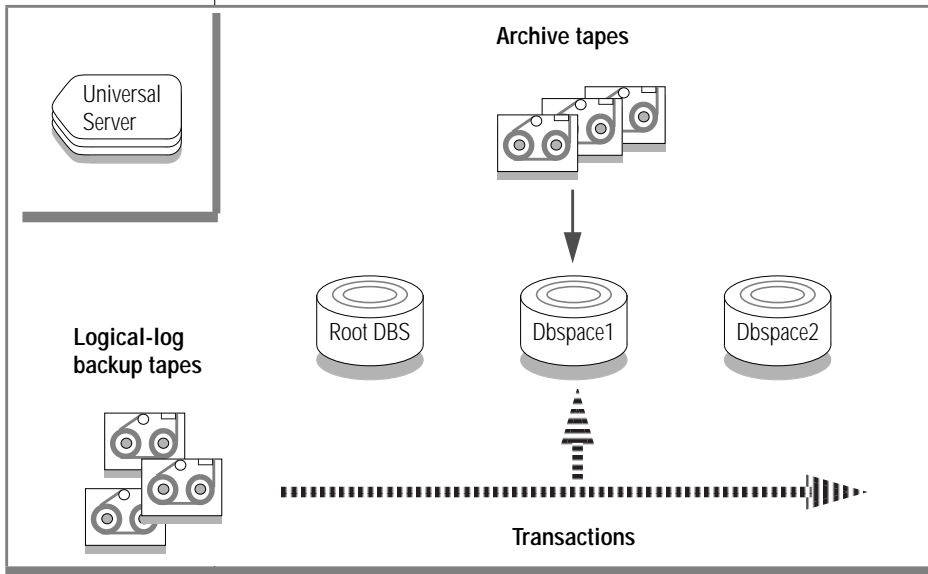 Archive tapes
Universal
Server
Root DBS
Dbspace1
Dbspace2
Logical-log
backup tapes
Transactions